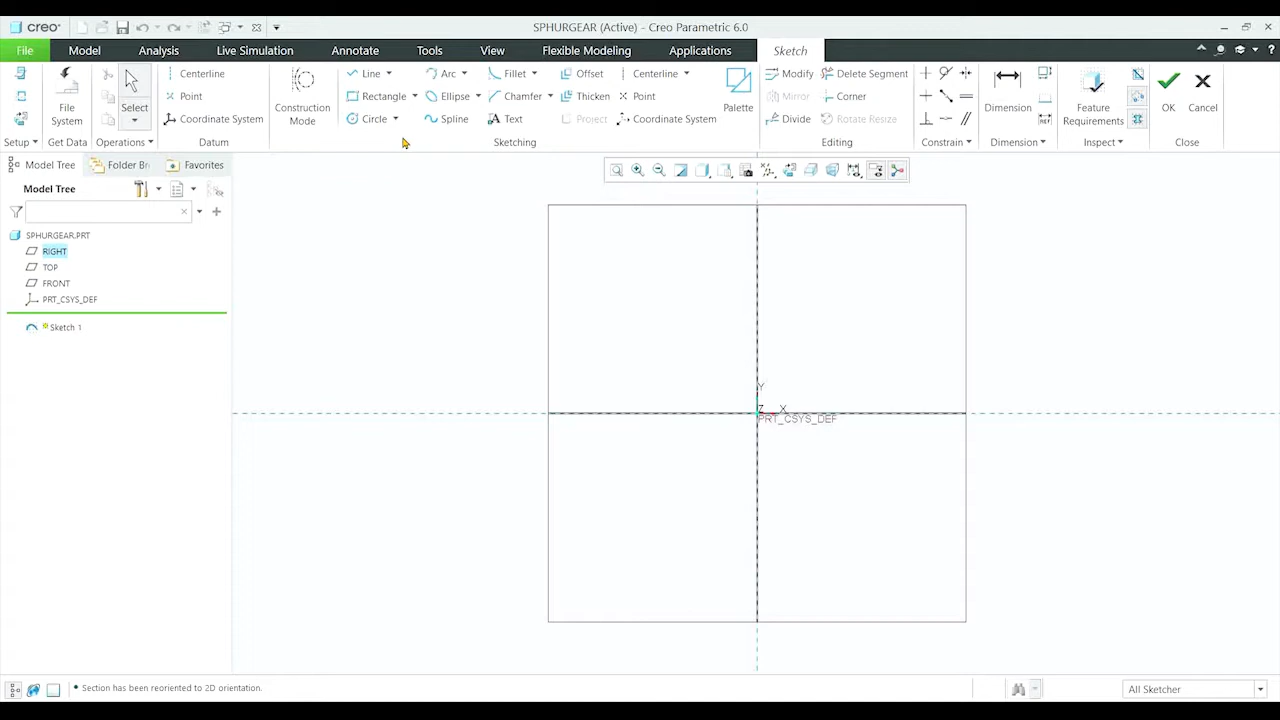 creo
SPHURGEAR (Active) - Creo Parametric 6.0
File Model Analysis Live Simulation Annotate Tools View Flexible Modeling Applications Sketch
Centerline Line Arc Fillet Offset Centerline Modify Delete Segment
File System Select Point Construction Mode Rectangle Ellipse Chamfer Thicken Point Palette Mirror Corner Dimension Feature Requirements OK Cancel
Coordinate System Circle Spline Text Project Coordinate System Divide Rotate Resize
Setup Get Data Operations Datum Sketching Editing Constrain Dimension Inspect Close
Model Tree Folder Br Favorites
Model Tree
SPHURGEAR.PRT
RIGHT
TOP
FRONT
PRT_CSYS_DEF
Sketch 1
Y
Z X
PRT_CSYS_DEF
Section has been reoriented to 2D orientation.
All Sketcher